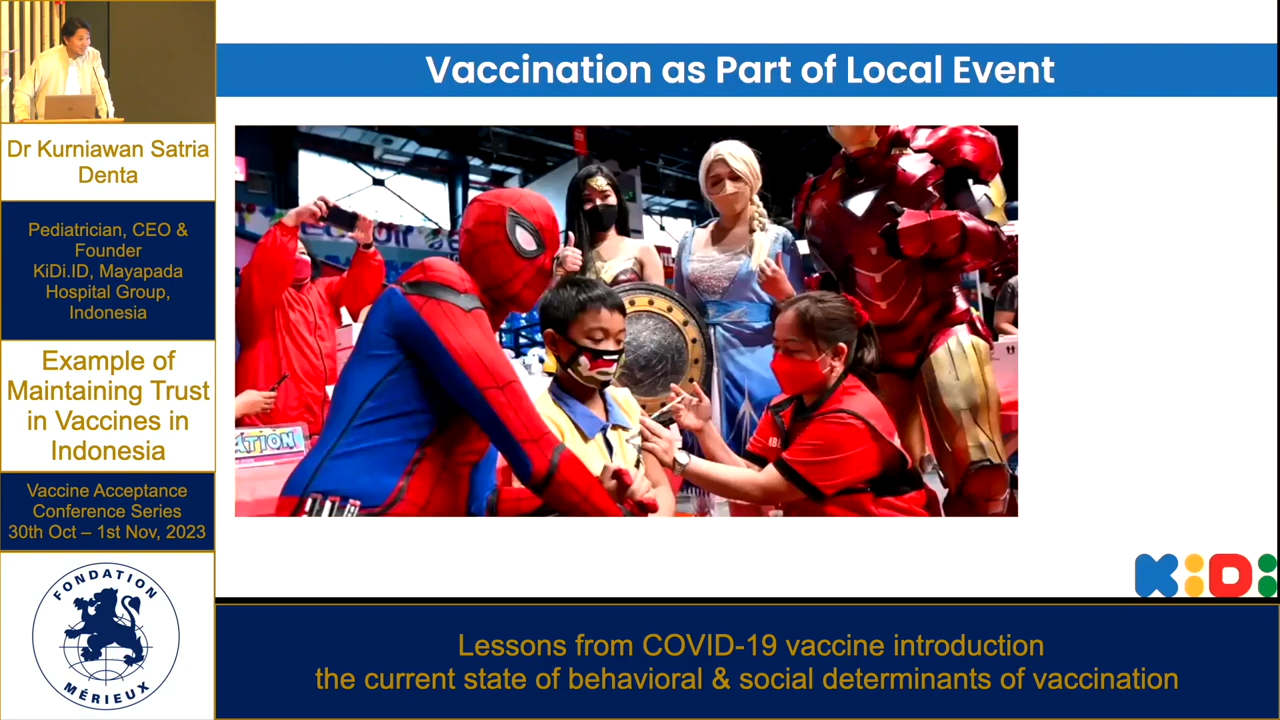 Vaccination as Part of Local Event
Dr Kurniawan Satria
Denta
Pediatrician, CEO &
Founder
KiDi.ID, Mayapada
Hospital Group,
Indonesia
Example of
Maintaining Trust
in Vaccines in
Indonesia
Vaccine Acceptance
Conference Series
30th Oct – 1st Nov, 2023
FONDATION
MÉRIEUX
ATION
KiDi
Lessons from COVID-19 vaccine introduction
the current state of behavioral & social determinants of vaccination